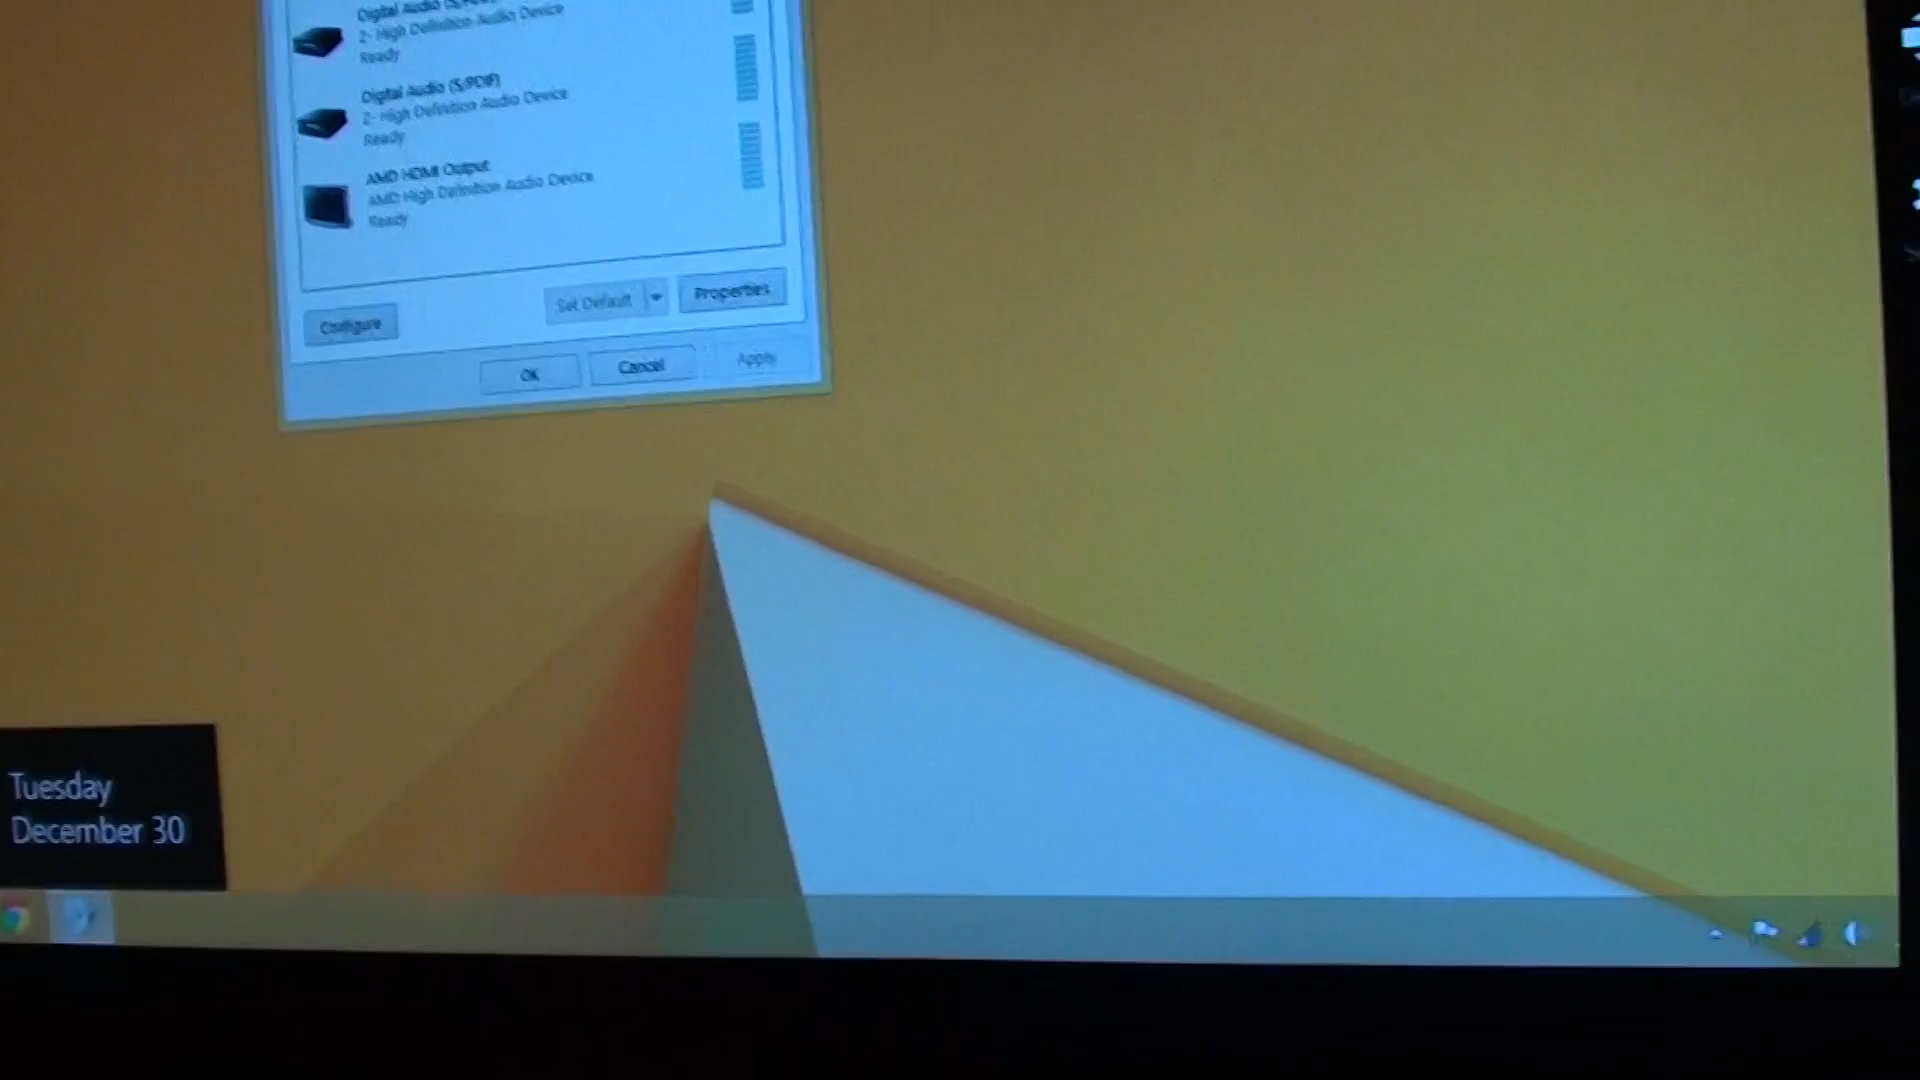 Digital Audio (S/PDIF)
2- High Definition Audio Device
Ready
Digital Audio (S/PDIF)
2- High Definition Audio Device
Ready
AMD HDMI Output
AMD High Definition Audio Device
Ready
Configure
Set Default
Properties
OK
Cancel
Apply
Tuesday
December 30